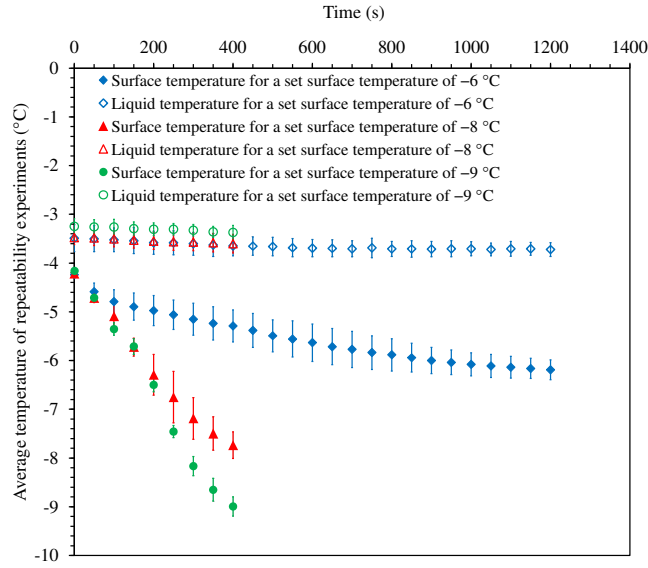 Time (s)
0 200 400 600 800 1000 1200 1400
0
-1
-2
-3
-4
-5
-6
-7
-8
-9
-10
Average temperature of repeatability experiments (°C)
Surface temperature for a set surface temperature of −6 °C
Liquid temperature for a set surface temperature of −6 °C
Surface temperature for a set surface temperature of −8 °C
Liquid temperature for a set surface temperature of −8 °C
Surface temperature for a set surface temperature of −9 °C
Liquid temperature for a set surface temperature of −9 °C